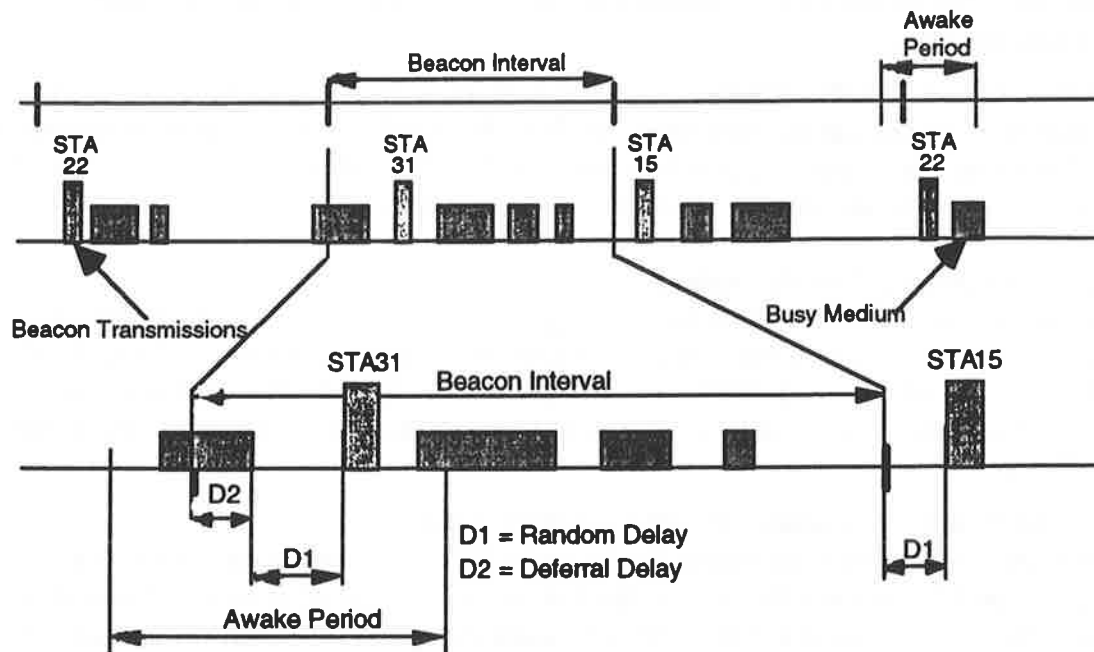 Awake
Period
Beacon Interval
STA
22
STA
31
STA
15
STA
22
Beacon Transmissions
Busy Medium
STA31
STA15
Beacon Interval
D2
D1 = Random Delay
D1
D2 = Deferral Delay
D1
Awake Period